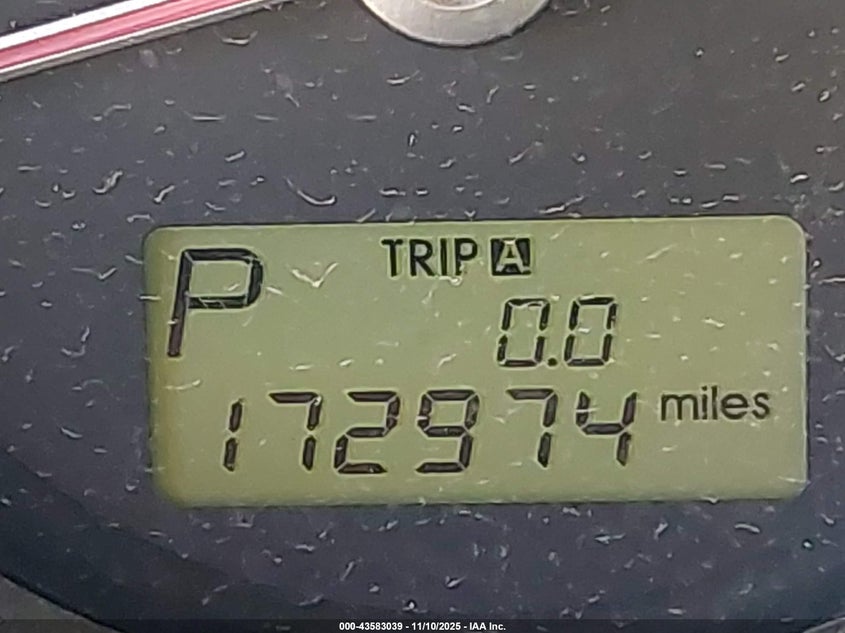 TRIP A
P
0.0
172974 miles
000-43583039 - 11/10/2025 - IAA Inc.